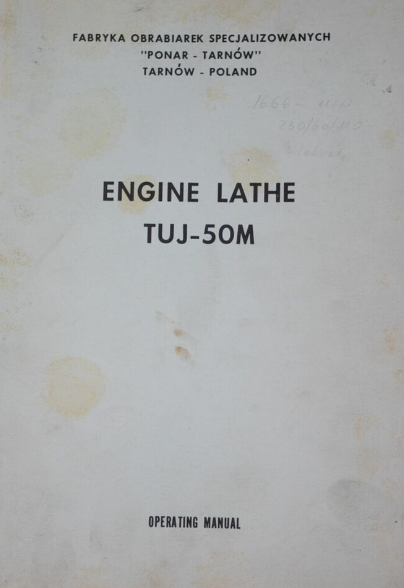 FABRYKA OBRABIAREK SPECJALIZOWANYCH
"PONAR - TARNÓW"
TARNÓW - POLAND
ENGINE LATHE
TUJ-50M
OPERATING MANUAL